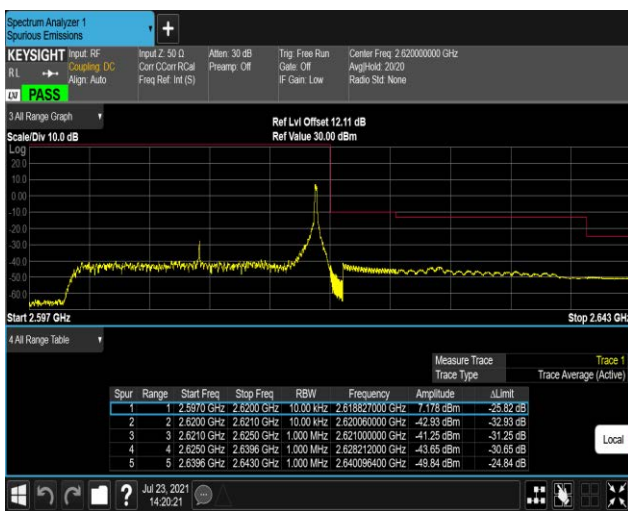 Spectrum Analyzer 1
Spurious Emissions
+
KEYSIGHT Input: RF Input Z: 50 Ω Atten: 30 dB Trig: Free Run Center Freq: 2.620000000 GHz
RL Coupling: DC Corr CCorr RCal Preamp: Off Gate: Off Avg|Hold: 20/20
Align: Auto Freq Ref: Int (S) IF Gain: Low Radio Std: None
LXI PASS
3 All Range Graph
Ref Lvl Offset 12.11 dB
Scale/Div 10.0 dB Ref Value 30.00 dBm
Log
20.0
10.0
0.00
-10.0
-20.0
-30.0
-40.0
-50.0
-60.0
Start 2.597 GHz Stop 2.643 GHz
4 All Range Table
Measure Trace Trace 1
Trace Type Trace Average (Active)
Spur Range Start Freq Stop Freq RBW Frequency Amplitude ΔLimit
1 1 2.5970 GHz 2.6200 GHz 10.00 kHz 2.618827000 GHz 7.178 dBm -25.82 dB
2 2 2.6200 GHz 2.6210 GHz 10.00 kHz 2.620060000 GHz -42.93 dBm -32.93 dB
3 3 2.6210 GHz 2.6250 GHz 1.000 MHz 2.621000000 GHz -41.25 dBm -31.25 dB
4 4 2.6250 GHz 2.6396 GHz 1.000 MHz 2.628212000 GHz -43.65 dBm -30.65 dB
5 5 2.6396 GHz 2.6430 GHz 1.000 MHz 2.640096400 GHz -49.84 dBm -24.84 dB
Local
? Jul 23, 2021
14:20:21